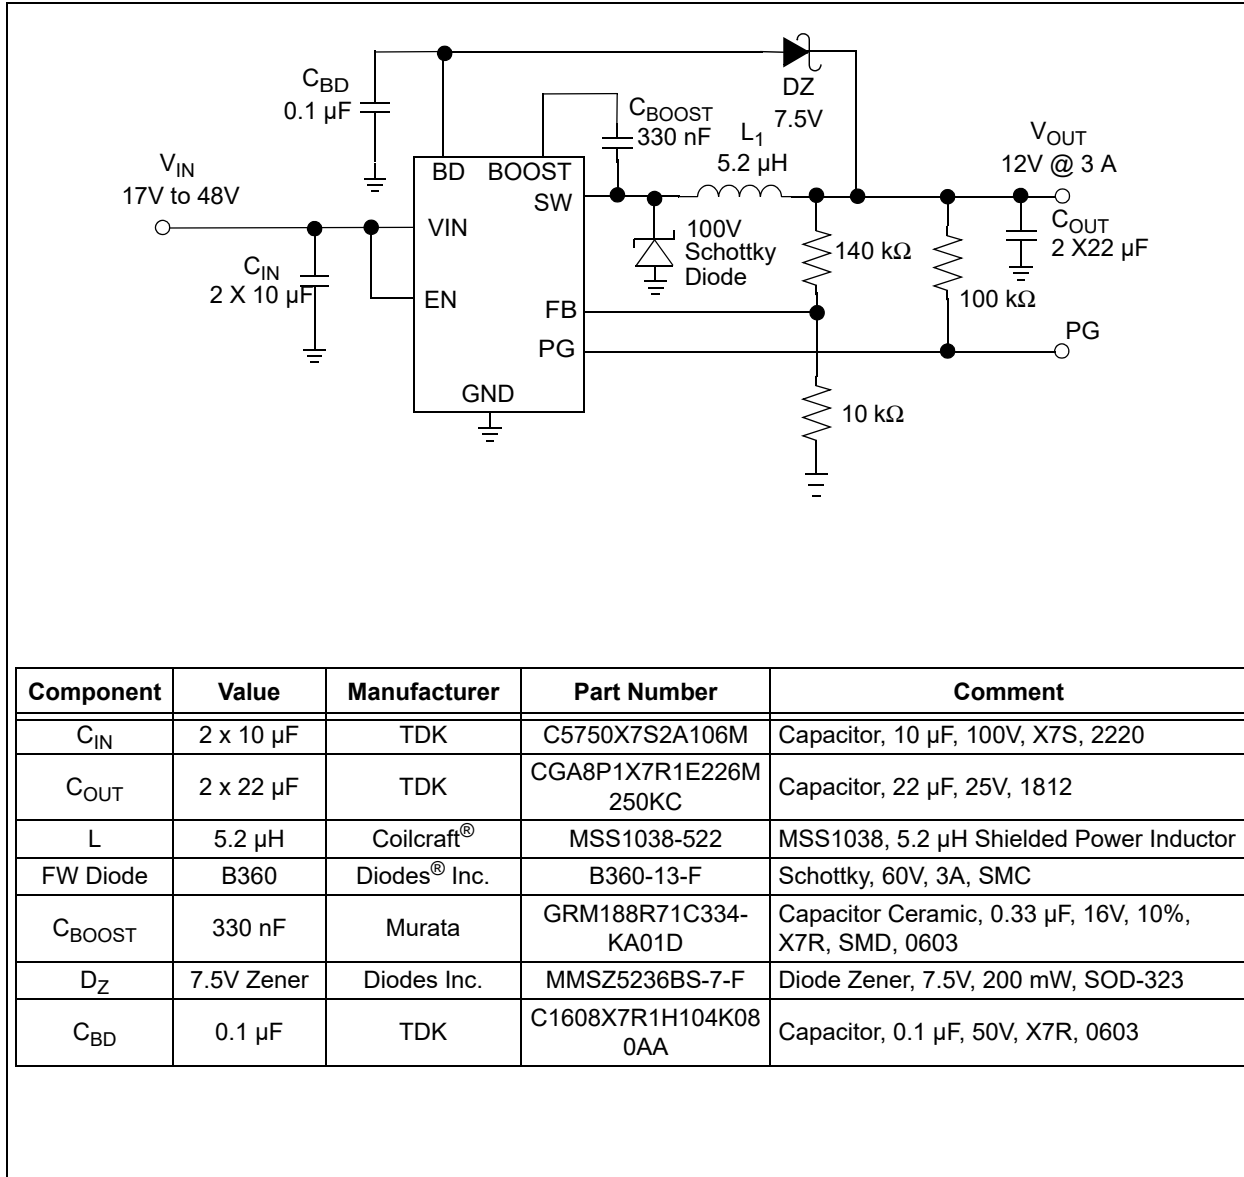 C_BD
0.1 µF
DZ
7.5V
C_BOOST
330 nF
L_1
5.2 µH
V_OUT
12V @ 3 A
V_IN
17V to 48V
BD BOOST
SW
VIN
C_OUT
2 X22 µF
100V
Schottky
Diode
140 kΩ
C_IN
2 X 10 µF
EN
100 kΩ
FB
PG
PG
GND
10 kΩ
Component Value Manufacturer Part Number Comment
C_IN 2 x 10 µF TDK C5750X7S2A106M Capacitor, 10 µF, 100V, X7S, 2220
C_OUT 2 x 22 µF TDK CGA8P1X7R1E226M
250KC Capacitor, 22 µF, 25V, 1812
L 5.2 µH Coilcraft® MSS1038-522 MSS1038, 5.2 µH Shielded Power Inductor
FW Diode B360 Diodes® Inc. B360-13-F Schottky, 60V, 3A, SMC
C_BOOST 330 nF Murata GRM188R71C334-
KA01D Capacitor Ceramic, 0.33 µF, 16V, 10%,
X7R, SMD, 0603
D_Z 7.5V Zener Diodes Inc. MMSZ5236BS-7-F Diode Zener, 7.5V, 200 mW, SOD-323
C_BD 0.1 µF TDK C1608X7R1H104K08
0AA Capacitor, 0.1 µF, 50V, X7R, 0603